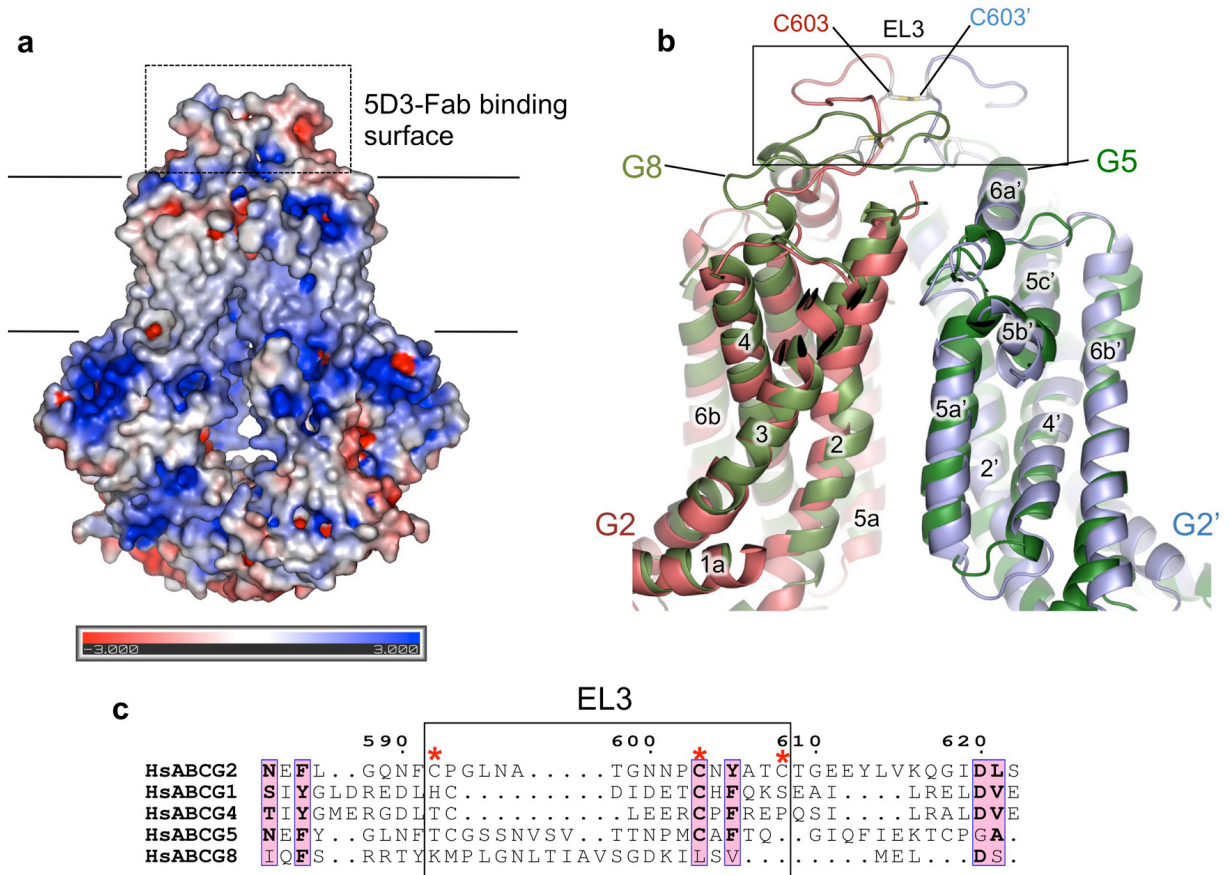 a
5D3-Fab binding
surface
-3.000 3.000
b
C603 EL3 C603’
G8 G5
6a’
5c’
4 5b’
6b 6b’
3 2 5a’ 4’
2’
G2 5a G2’
1a
c
EL3
590 * 600 * 610 * 620
HsABCG2 NEFL..GQNFCPGLNA.....TGNNPCNYATCTGEEYLVKQGIDLS
HsABCG1 SIYGLDREDLHC.........DIDETCHFQKSEAI....LRELDVE
HsABCG4 TIYGMERGDLTC..........LEERCPFREPQSI....LRALDVE
HsABCG5 NEFY..GLNFTCGSSNVSV..TTNPMCAFTQ..GIQFIEKTCPGA.
HsABCG8 IQFS..RRTYKMPLGNLTIAVSGDKILSV........MEL..DS.